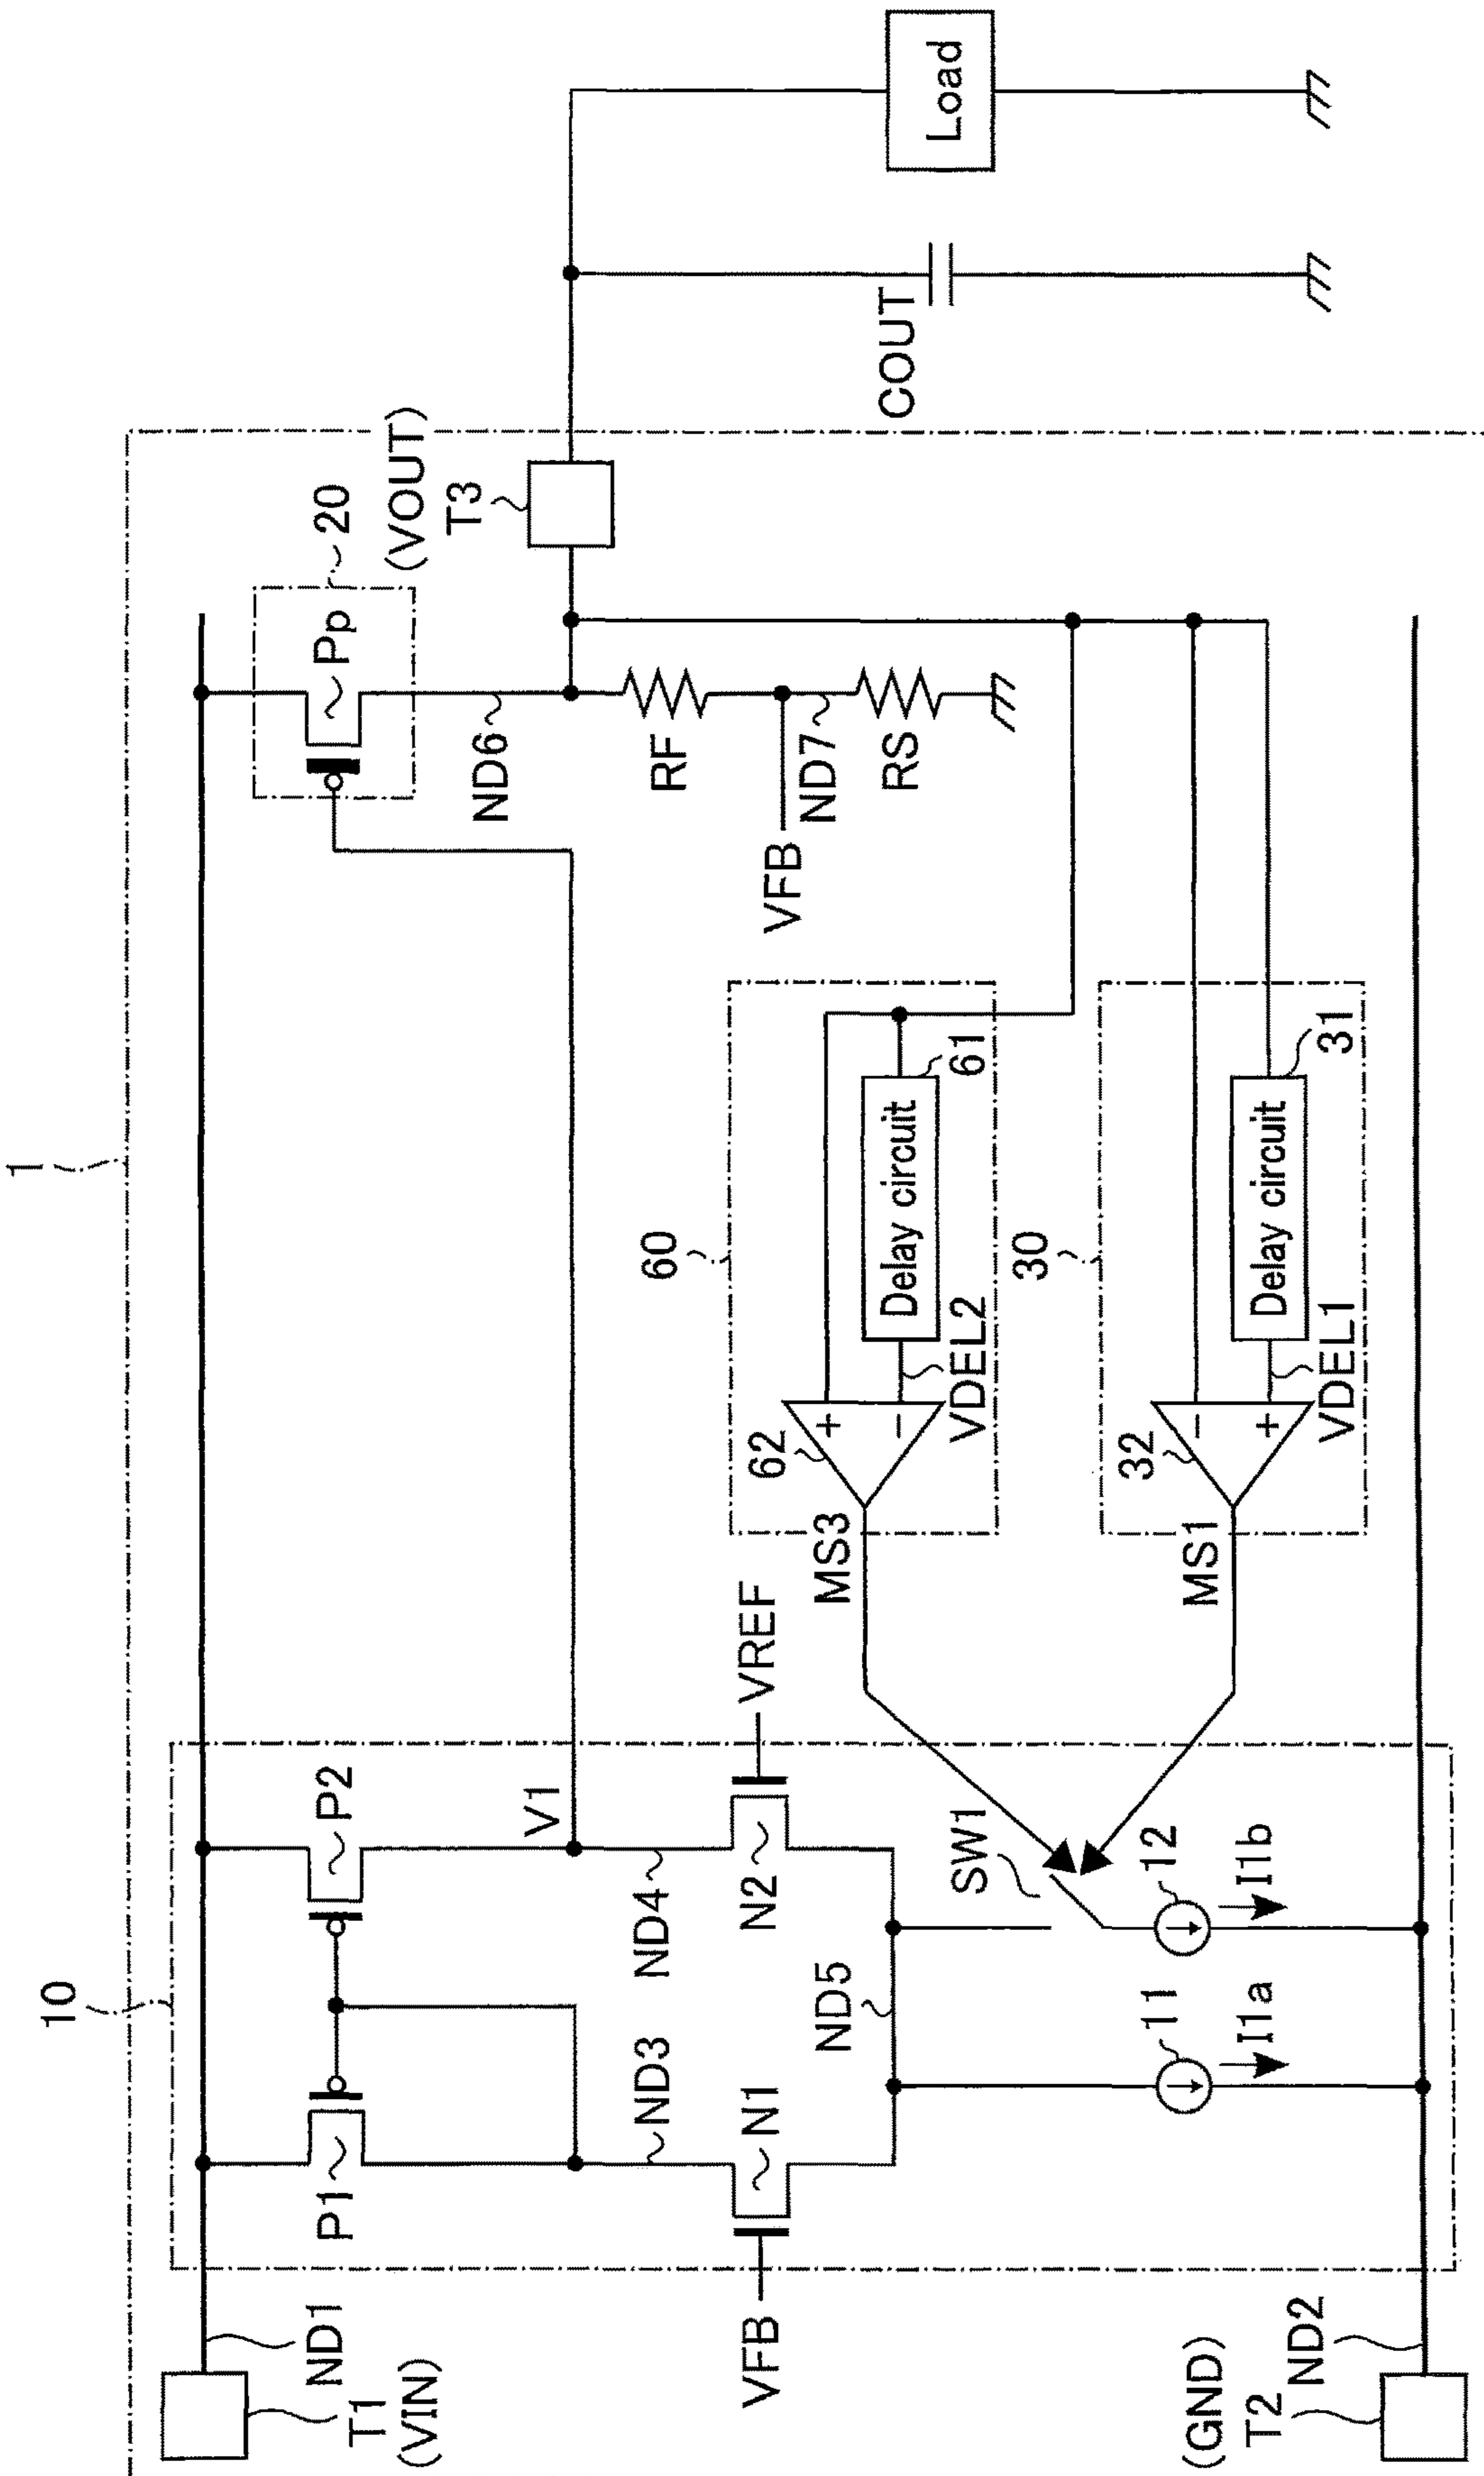 1
10
T1
(VIN)
ND1
P1
P2
V1
ND3
ND4
VFB
N1
N2
VREF
ND5
SW1
11
12
I1a
I1b
(GND)
T2
ND2
20
Pp
(VOUT)
T3
ND6
RF
VFB
ND7
RS
60
62
+
−
Delay circuit
61
VDEL2
MS3
30
32
−
+
Delay circuit
31
VDEL1
MS1
COUT
Load